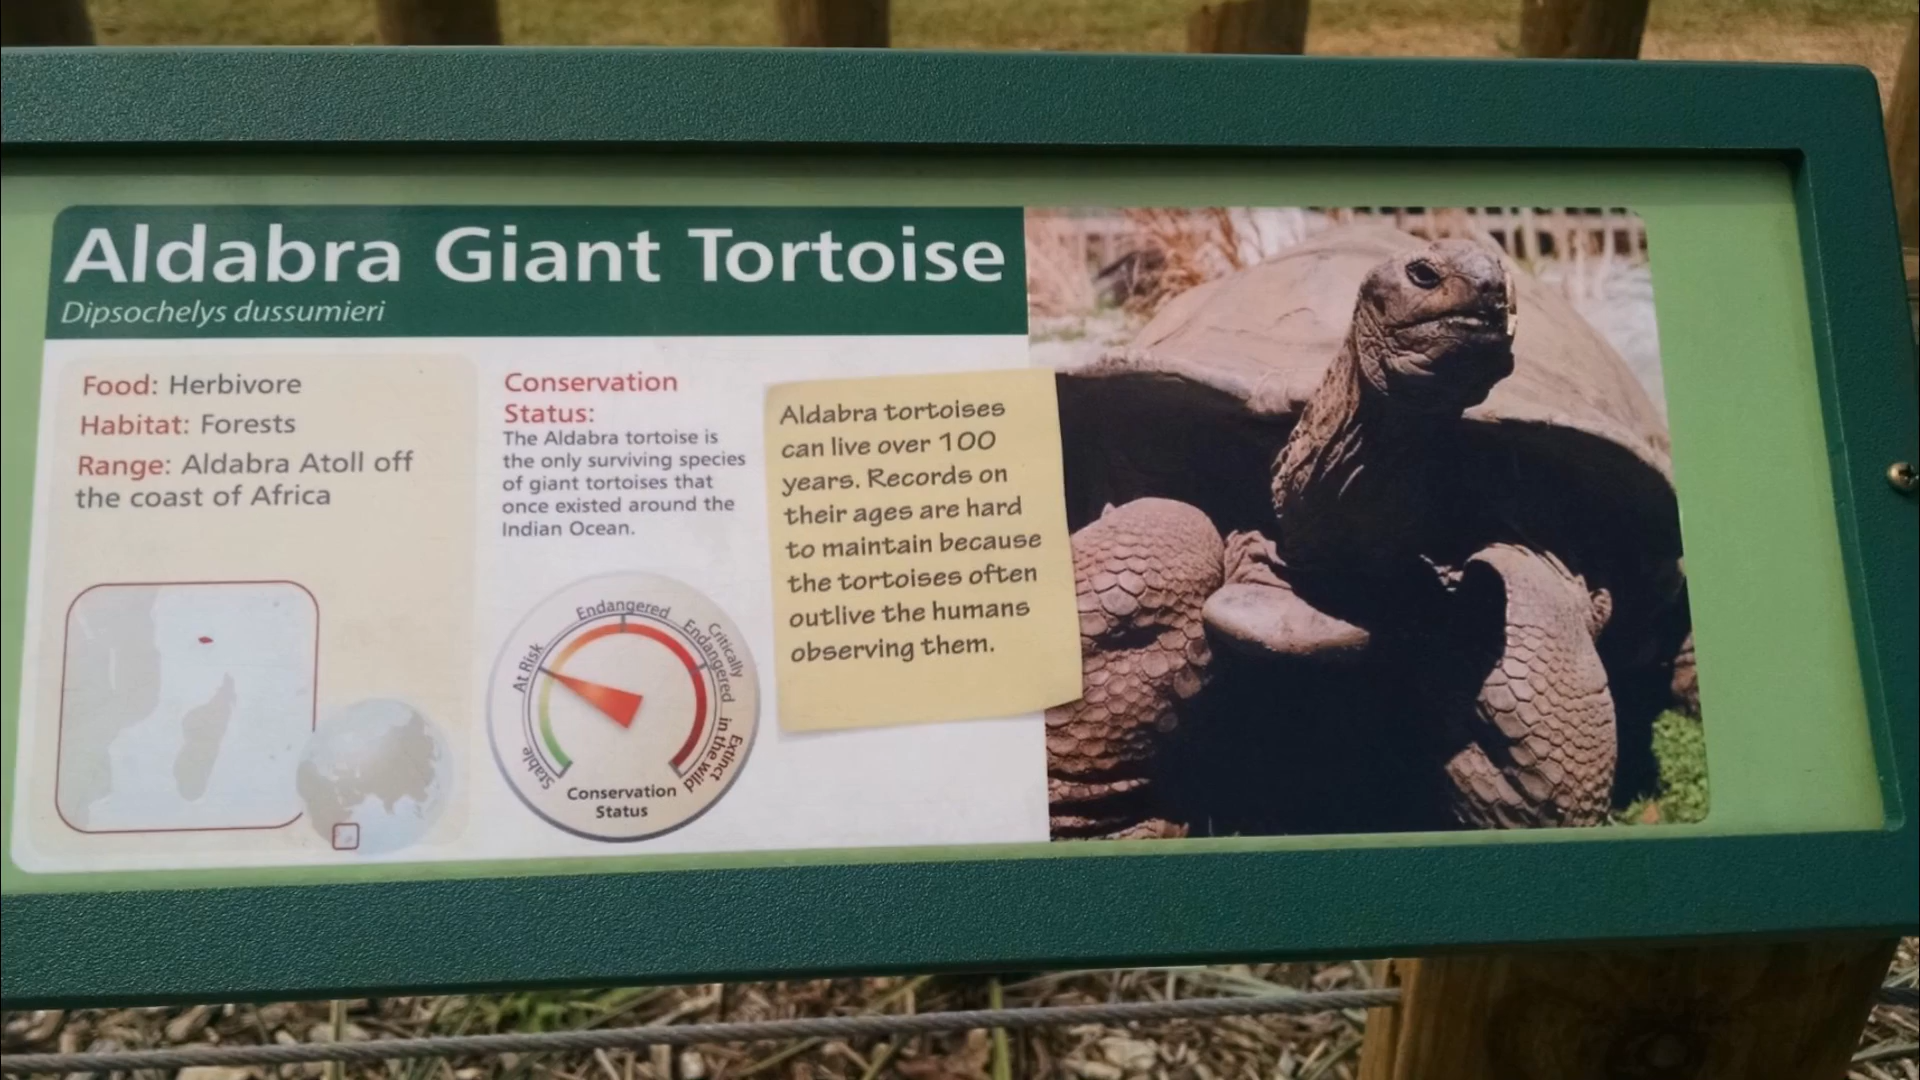 Aldabra Giant Tortoise
Dipsochelys dussumieri
Food: Herbivore
Habitat: Forests
Range: Aldabra Atoll off
the coast of Africa
Conservation
Status:
The Aldabra tortoise is
the only surviving species
of giant tortoises that
once existed around the
Indian Ocean.
Stable
At Risk
Endangered
Critically
Endangered
Extinct
in the wild
Conservation
Status
Aldabra tortoises
can live over 100
years. Records on
their ages are hard
to maintain because
the tortoises often
outlive the humans
observing them.